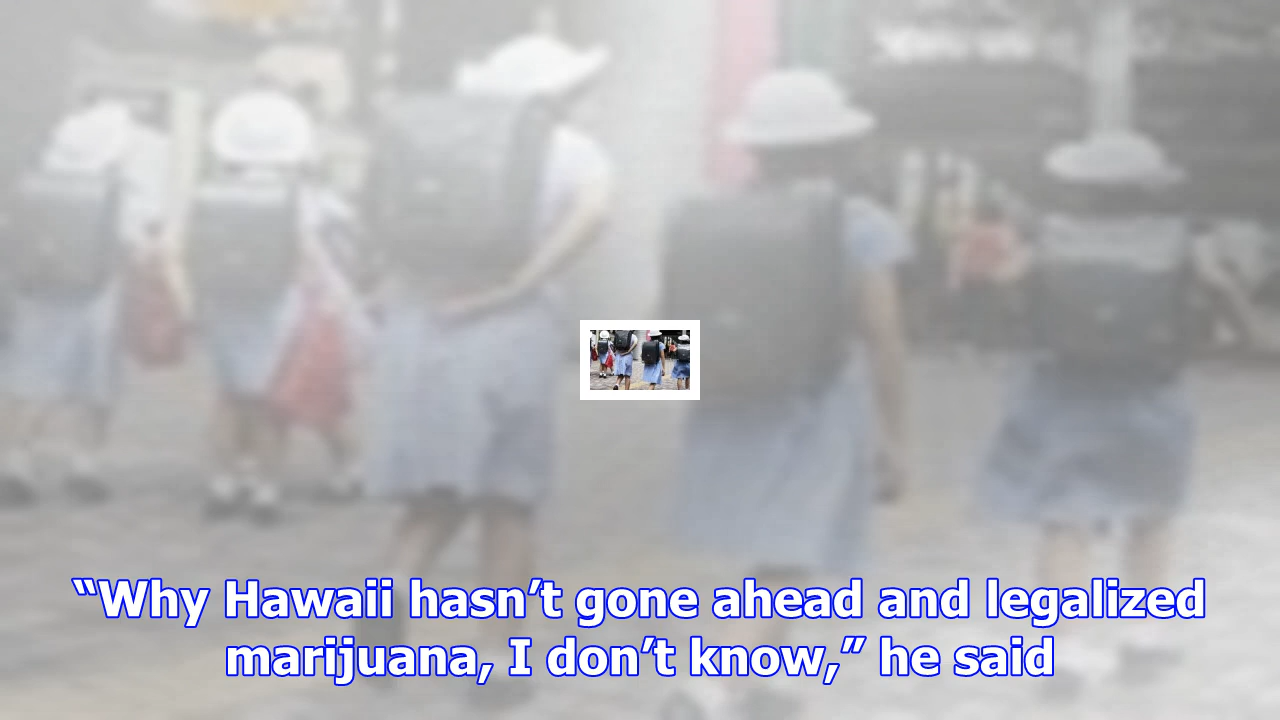 “Why Hawaii hasn’t gone ahead and legalized
marijuana, I don’t know,” he said